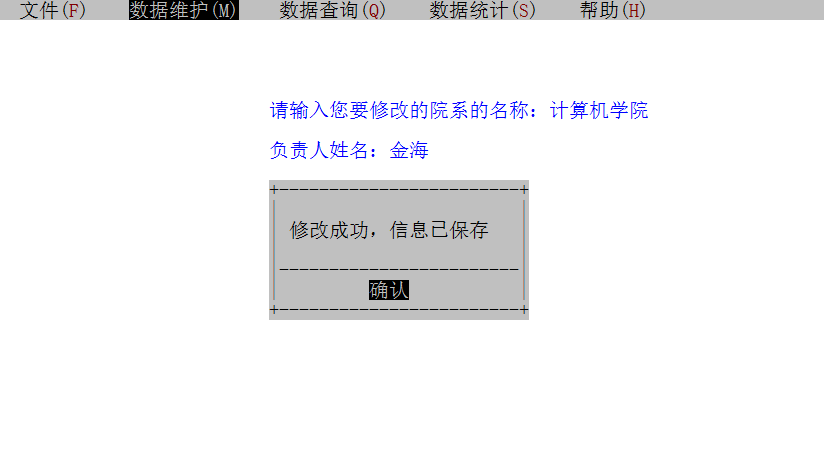 文件(F) 数据维护(M) 数据查询(Q) 数据统计(S) 帮助(H)
请输入您要修改的院系的名称：计算机学院
负责人姓名：金海
修改成功，信息已保存
确认